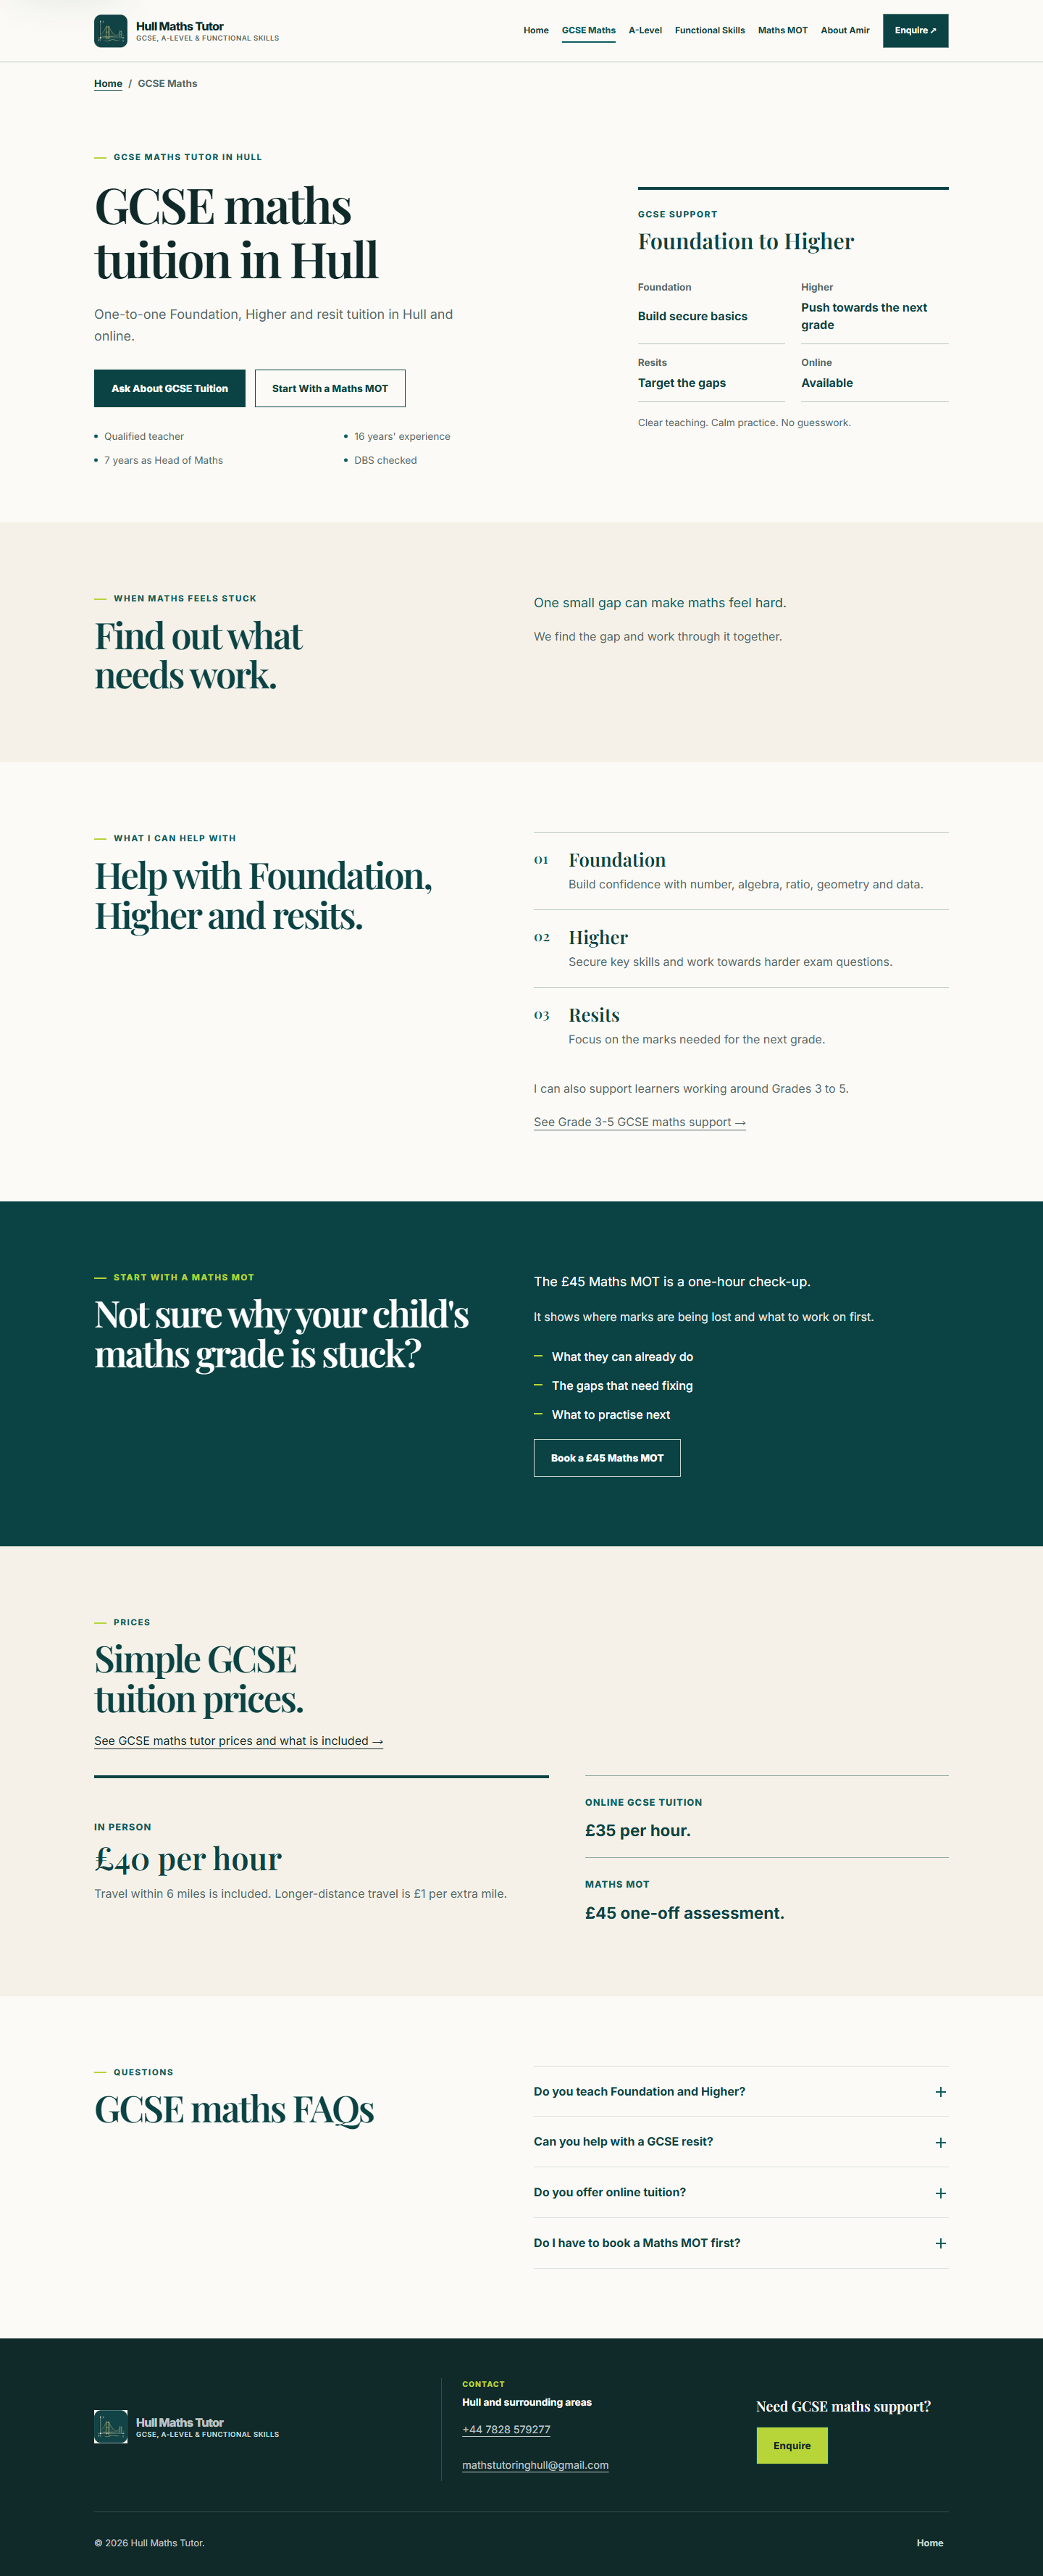 Hull Maths Tutor
GCSE, A-LEVEL & FUNCTIONAL SKILLS
Home
GCSE Maths
A-Level
Functional Skills
Maths MOT
About Amir
Enquire ↗
Home / GCSE Maths
GCSE MATHS TUTOR IN HULL
GCSE maths
tuition in Hull
One-to-one Foundation, Higher and resit tuition in Hull and
online.
Ask About GCSE Tuition
Start With a Maths MOT
Qualified teacher
16 years' experience
7 years as Head of Maths
DBS checked
GCSE SUPPORT
Foundation to Higher
Foundation
Build secure basics
Higher
Push towards the next
grade
Resits
Target the gaps
Online
Available
Clear teaching. Calm practice. No guesswork.
WHEN MATHS FEELS STUCK
Find out what
needs work.
One small gap can make maths feel hard.
We find the gap and work through it together.
WHAT I CAN HELP WITH
Help with Foundation,
Higher and resits.
01 Foundation
Build confidence with number, algebra, ratio, geometry and data.
02 Higher
Secure key skills and work towards harder exam questions.
03 Resits
Focus on the marks needed for the next grade.
I can also support learners working around Grades 3 to 5.
See Grade 3-5 GCSE maths support →
START WITH A MATHS MOT
Not sure why your child's
maths grade is stuck?
The £45 Maths MOT is a one-hour check-up.
It shows where marks are being lost and what to work on first.
What they can already do
The gaps that need fixing
What to practise next
Book a £45 Maths MOT
PRICES
Simple GCSE
tuition prices.
See GCSE maths tutor prices and what is included →
IN PERSON
£40 per hour
Travel within 6 miles is included. Longer-distance travel is £1 per extra mile.
ONLINE GCSE TUITION
£35 per hour.
MATHS MOT
£45 one-off assessment.
QUESTIONS
GCSE maths FAQs
Do you teach Foundation and Higher?
Can you help with a GCSE resit?
Do you offer online tuition?
Do I have to book a Maths MOT first?
Hull Maths Tutor
GCSE, A-LEVEL & FUNCTIONAL SKILLS
CONTACT
Hull and surrounding areas
+44 7828 579277
mathstutoringhull@gmail.com
Need GCSE maths support?
Enquire
© 2026 Hull Maths Tutor.
Home